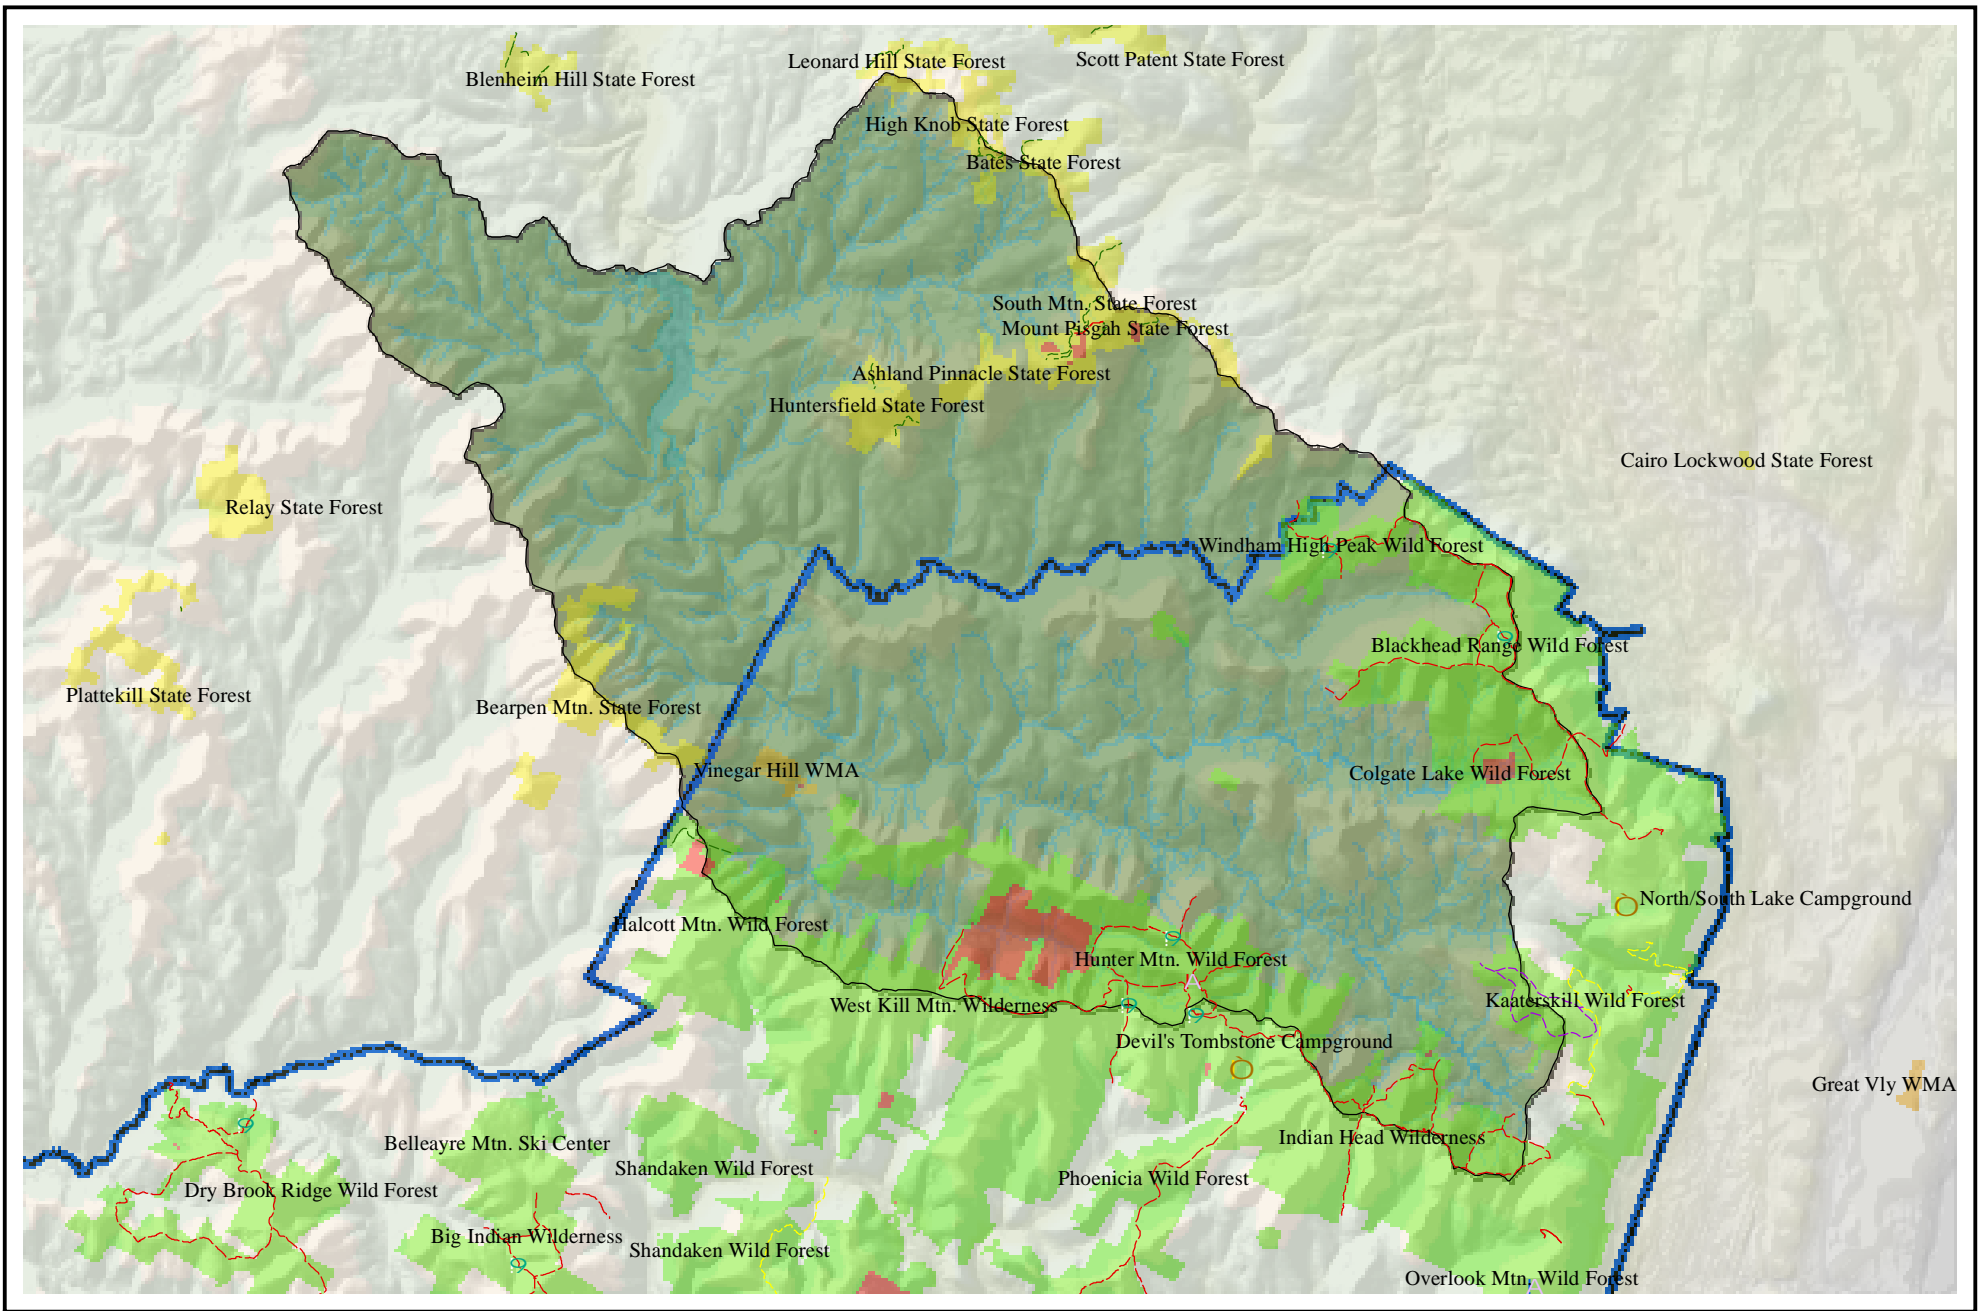 Scott Patent State Forest
Leonard Hill State Forest
Blenheim Hill State Forest
High Knob State Forest
Bates State Forest
South Mtn. State Forest
Mount Pisgah State Forest
Ashland Pinnacle State Forest
Huntersfield State Forest
Cairo Lockwood State Forest
Relay State Forest
Windham High Peak Wild Forest
Blackhead Range Wild Forest
Plattekill State Forest
Bearpen Mtn. State Forest
Vinegar Hill WMA
Colgate Lake Wild Forest
North/South Lake Campground
Halcott Mtn. Wild Forest
Hunter Mtn. Wild Forest
Kaaterskill Wild Forest
West Kill Mtn. Wilderness
Devil's Tombstone Campground
Great Vly WMA
Indian Head Wilderness
Belleayre Mtn. Ski Center
Shandaken Wild Forest
Phoenicia Wild Forest
Dry Brook Ridge Wild Forest
Big Indian Wilderness
Shandaken Wild Forest
Overlook Mtn. Wild Forest